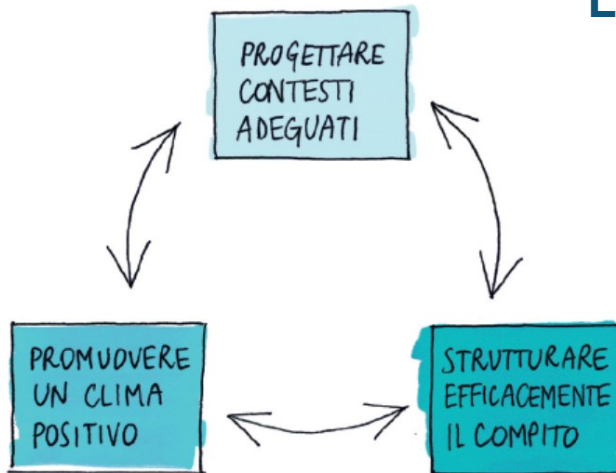 PROGETTARE
CONTESTI
ADEGUATI
PROMUOVERE
UN CLIMA
POSITIVO
STRUTTURARE
EFFICACEMENTE
IL COMPITO